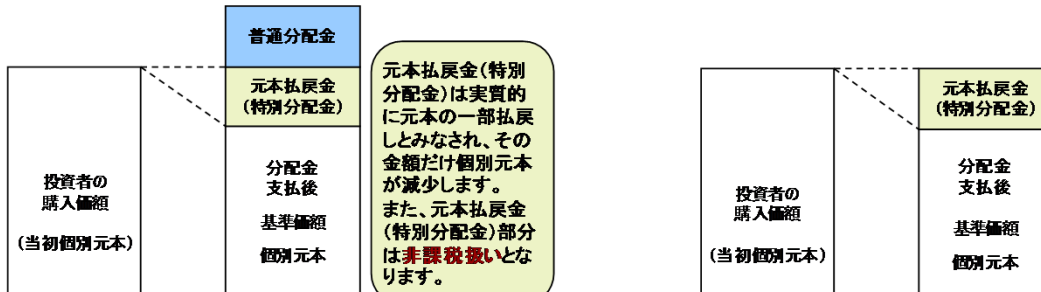 普通分配金
元本払戻金
(特別分配金)
投資者の
購入価額
(当初個別元本)
分配金
支払後
基準価額
個別元本
元本払戻金(特別
分配金)は実質的
に元本の一部払戻
しとみなされ、その
金額だけ個別元本
が減少します。
また、元本払戻金
(特別分配金)部分
は非課税扱いとな
ります。
投資者の
購入価額
(当初個別元本)
元本払戻金
(特別分配金)
分配金
支払後
基準価額
個別元本